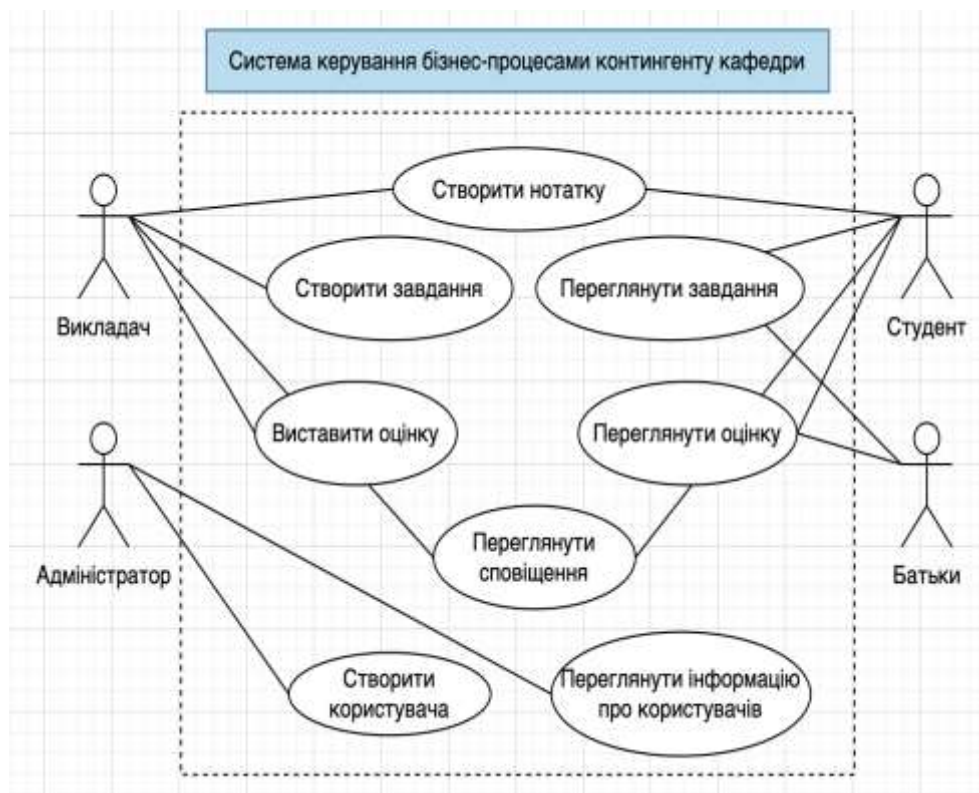 Система керування бізнес-процесами контингенту кафедри
Створити нотатку
Створити завдання
Переглянути завдання
Викладач
Студент
Виставити оцінку
Переглянути оцінку
Переглянути
сповіщення
Адміністратор
Батьки
Створити
користувача
Переглянути інформацію
про користувачів